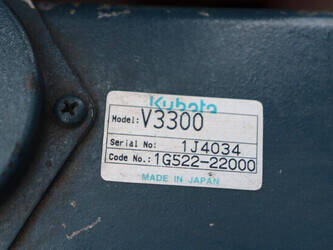 Kubota
Model: V3300
Serial No: 1J4034
Code No.: 1G522-22000
MADE IN JAPAN